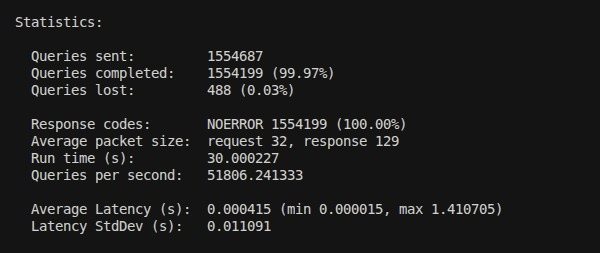 Statistics:
Queries sent: 1554687
Queries completed: 1554199 (99.97%)
Queries lost: 488 (0.03%)
Response codes: NOERROR 1554199 (100.00%)
Average packet size: request 32, response 129
Run time (s): 30.000227
Queries per second: 51806.241333
Average Latency (s): 0.000415 (min 0.000015, max 1.410705)
Latency StdDev (s): 0.011091